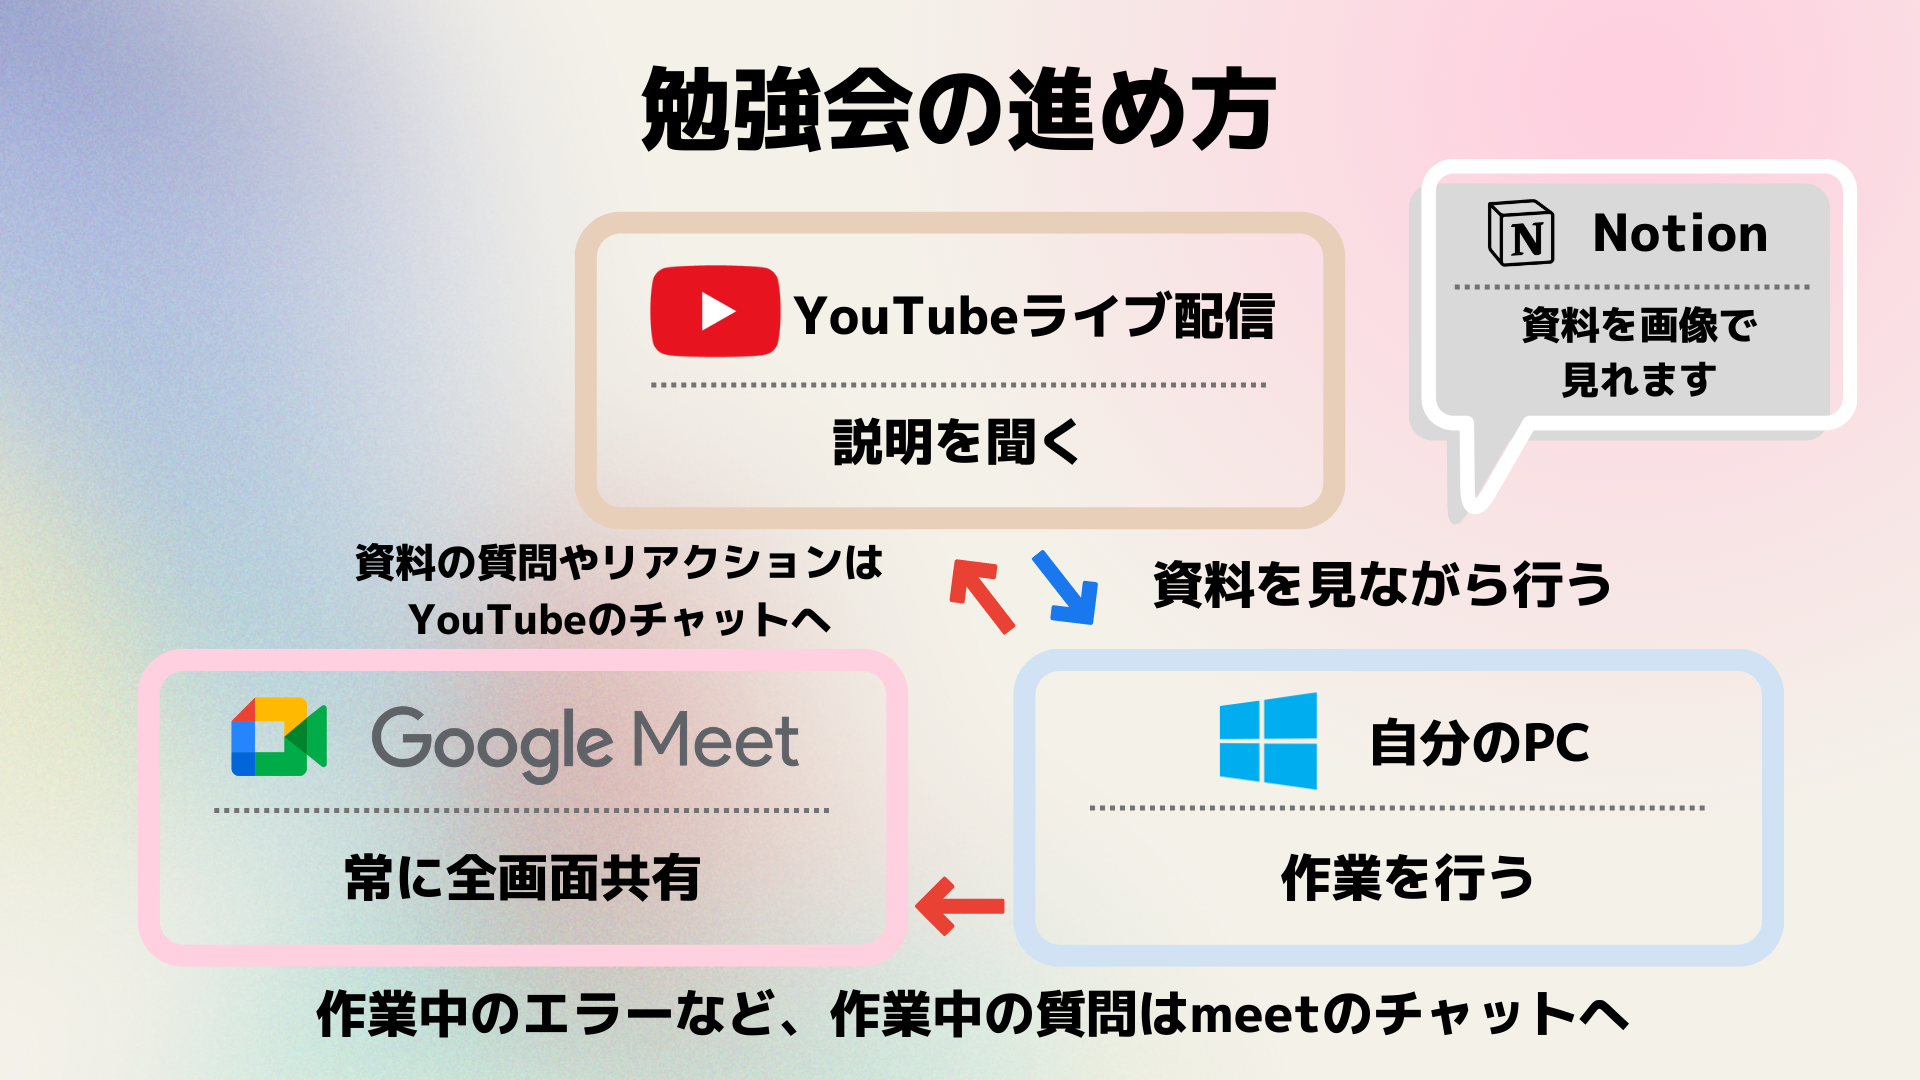 勉強会の進め方
YouTubeライブ配信
説明を聞く
N Notion
資料を画像で
見れます
資料の質問やリアクションは
YouTubeのチャットへ
資料を見ながら行う
Google Meet
常に全画面共有
自分のPC
作業を行う
作業中のエラーなど、作業中の質問はmeetのチャットへ